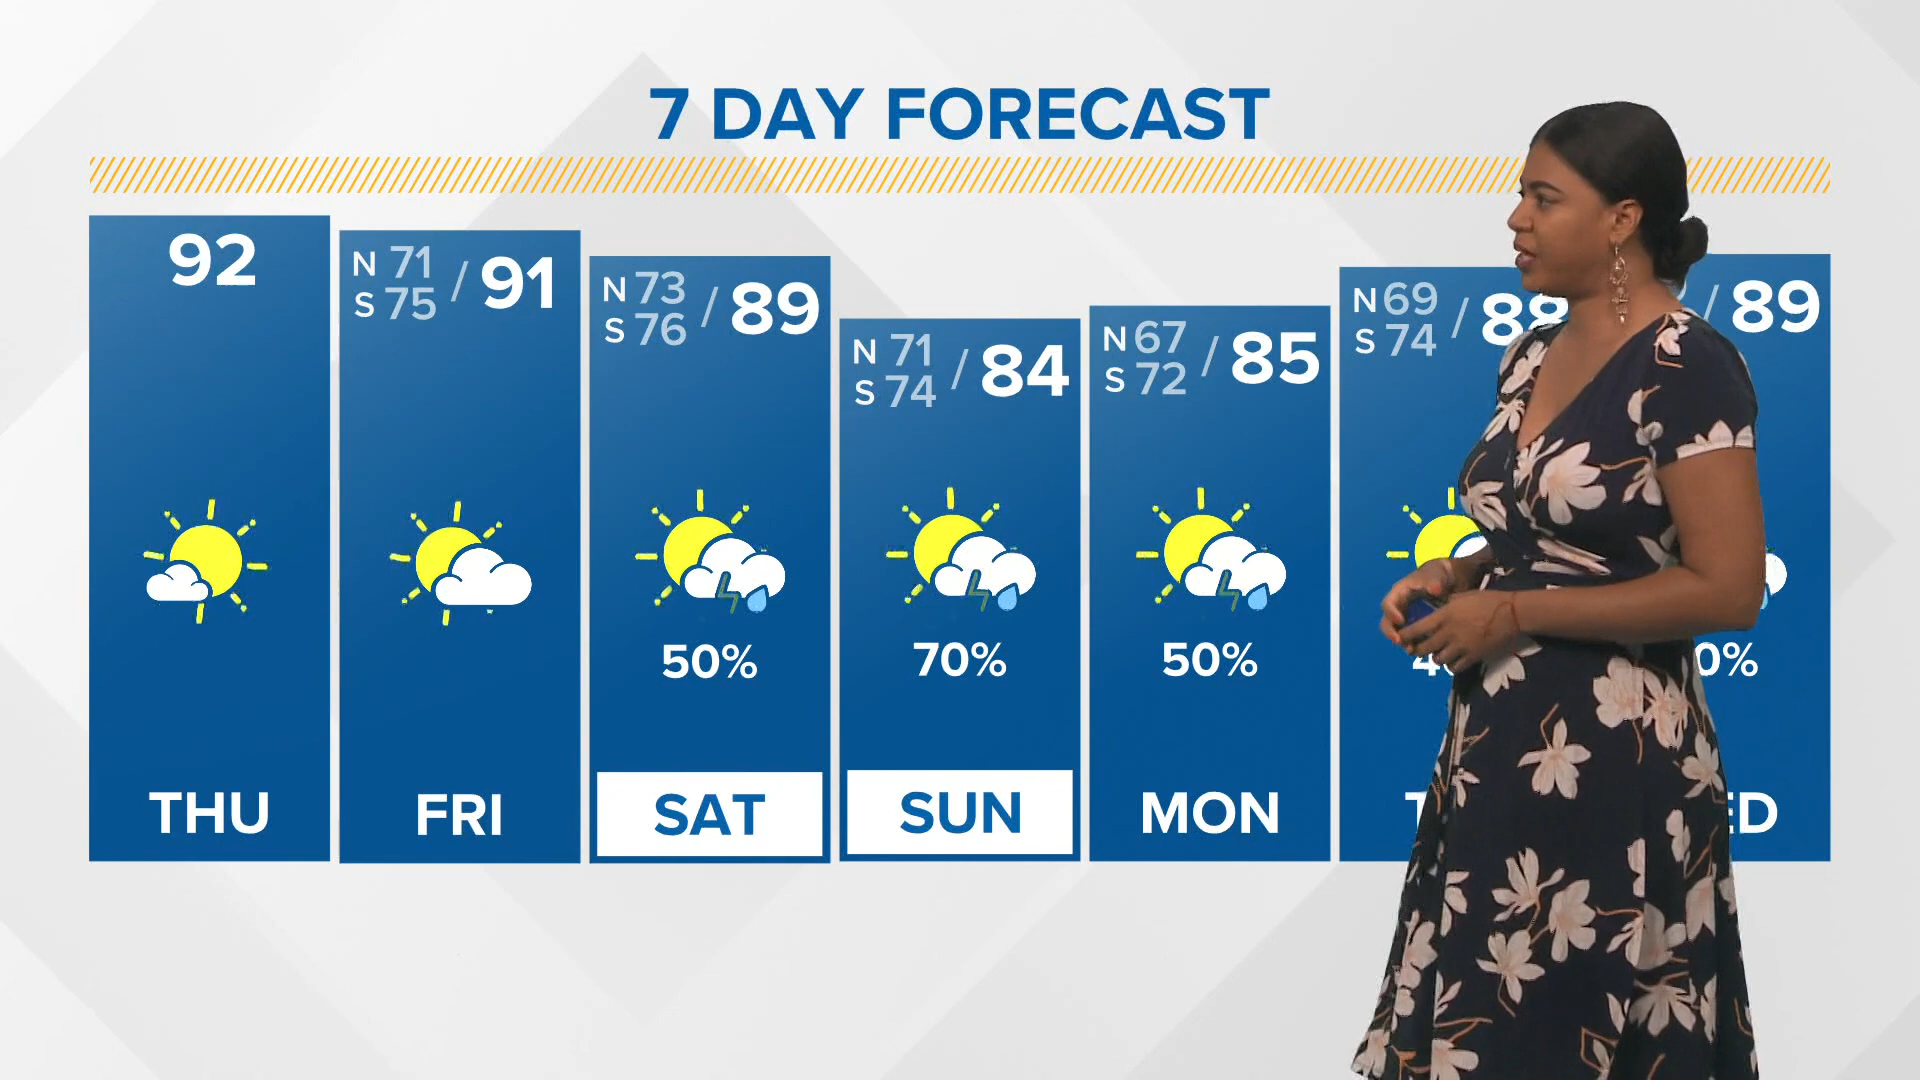 7 DAY FORECAST
92
N 71
S 75
/ 91
N 73
S 76
/ 89
N 71
S 74
/ 84
N 67
S 72
/ 85
N 69
S 74
/ 88
/ 89
50%
70%
50%
THU
FRI
SAT
SUN
MON